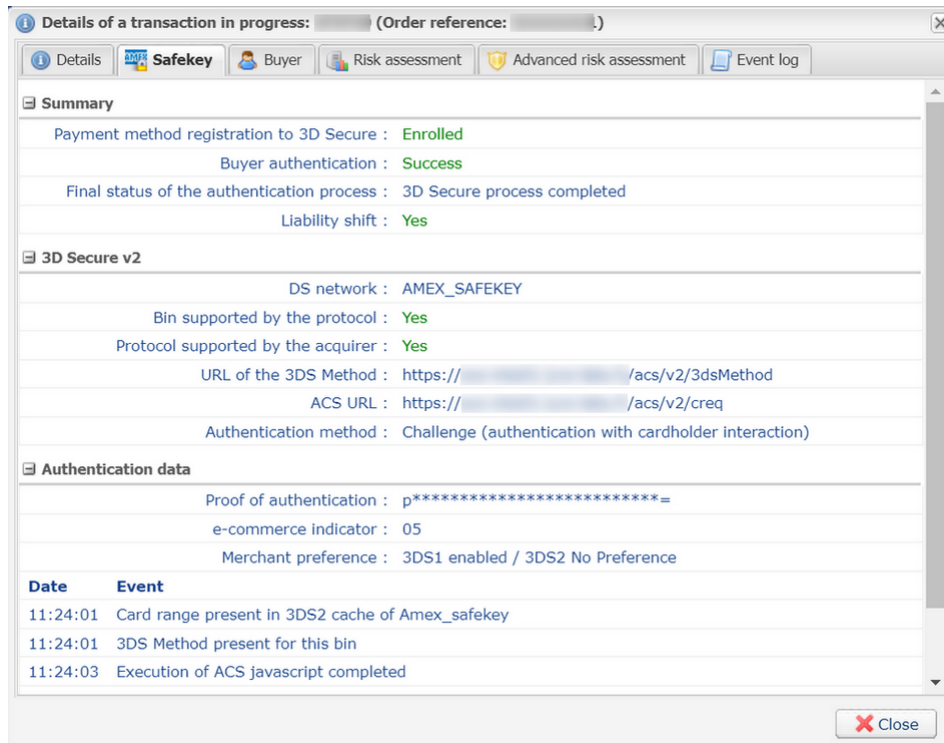 Details of a transaction in progress: (Order reference: .)
Details AMEX Safekey Buyer Risk assessment Advanced risk assessment Event log
Summary
Payment method registration to 3D Secure : Enrolled
Buyer authentication : Success
Final status of the authentication process : 3D Secure process completed
Liability shift : Yes
3D Secure v2
DS network : AMEX_SAFEKEY
Bin supported by the protocol : Yes
Protocol supported by the acquirer : Yes
URL of the 3DS Method : https:// /acs/v2/3dsMethod
ACS URL : https:// /acs/v2/creq
Authentication method : Challenge (authentication with cardholder interaction)
Authentication data
Proof of authentication : p**************************=
e-commerce indicator : 05
Merchant preference : 3DS1 enabled / 3DS2 No Preference
Date Event
11:24:01 Card range present in 3DS2 cache of Amex_safekey
11:24:01 3DS Method present for this bin
11:24:03 Execution of ACS javascript completed
Close